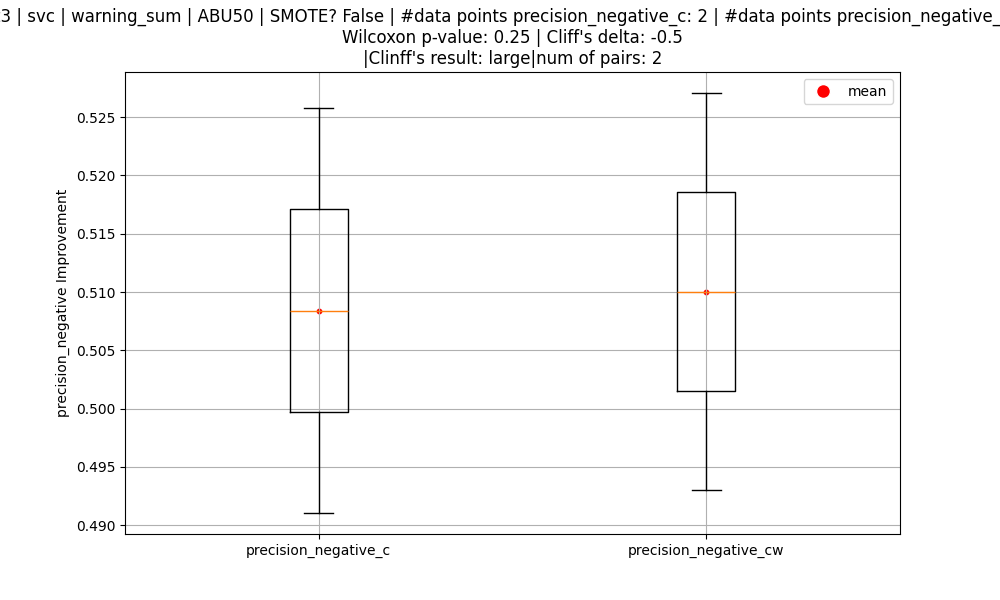 3 | svc | warning_sum | ABU50 | SMOTE? False | #data points precision_negative_c: 2 | #data points precision_negative_
Wilcoxon p-value: 0.25 | Cliff's delta: -0.5
|Clinff's result: large|num of pairs: 2
mean
0.525
0.520
0.515
0.510
0.505
0.500
0.495
0.490
precision_negative Improvement
precision_negative_c
precision_negative_cw